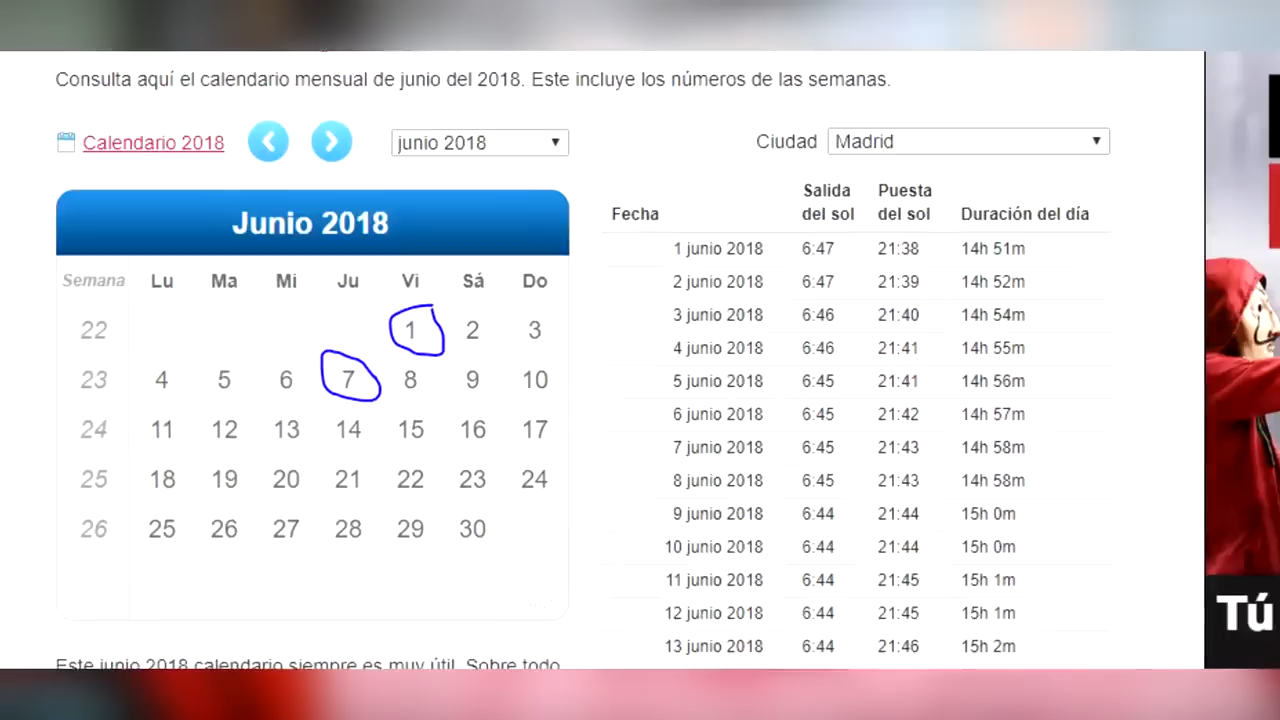 Consulta aquí el calendario mensual de junio del 2018. Este incluye los números de las semanas.
Calendario 2018
junio 2018
Ciudad
Madrid
Junio 2018
Semana Lu Ma Mi Ju Vi Sá Do
22 1 2 3
23 4 5 6 7 8 9 10
24 11 12 13 14 15 16 17
25 18 19 20 21 22 23 24
26 25 26 27 28 29 30
Este junio 2018 calendario siempre es muy útil. Sobre todo
Fecha Salida del sol Puesta del sol Duración del día
1 junio 2018 6:47 21:38 14h 51m
2 junio 2018 6:47 21:39 14h 52m
3 junio 2018 6:46 21:40 14h 54m
4 junio 2018 6:46 21:41 14h 55m
5 junio 2018 6:45 21:41 14h 56m
6 junio 2018 6:45 21:42 14h 57m
7 junio 2018 6:45 21:43 14h 58m
8 junio 2018 6:45 21:43 14h 58m
9 junio 2018 6:44 21:44 15h 0m
10 junio 2018 6:44 21:44 15h 0m
11 junio 2018 6:44 21:45 15h 1m
12 junio 2018 6:44 21:45 15h 1m
13 junio 2018 6:44 21:46 15h 2m
Tú